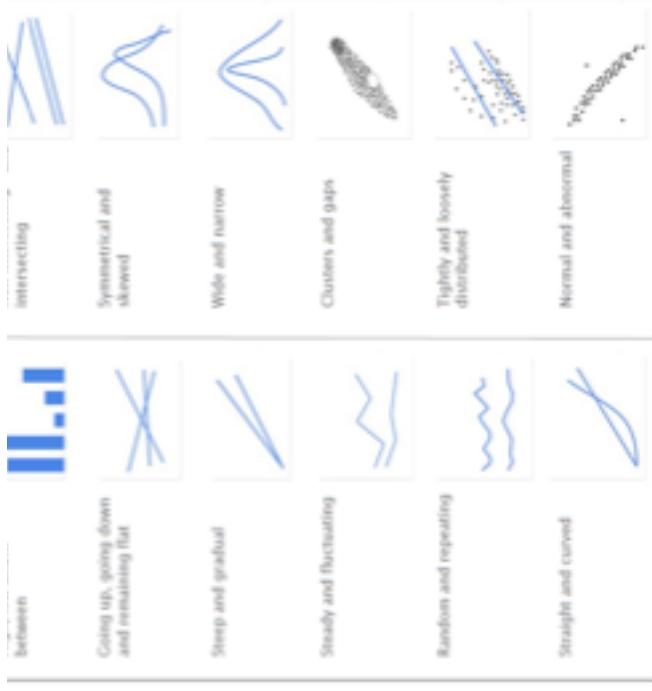 between
intersecting
Going up, going down
and remaining flat
Symmetrical and
skewed
Steep and gradual
Wide and narrow
Steady and fluctuating
Clusters and gaps
Random and repeating
Tightly and loosely
distributed
Straight and curved
Normal and abnormal